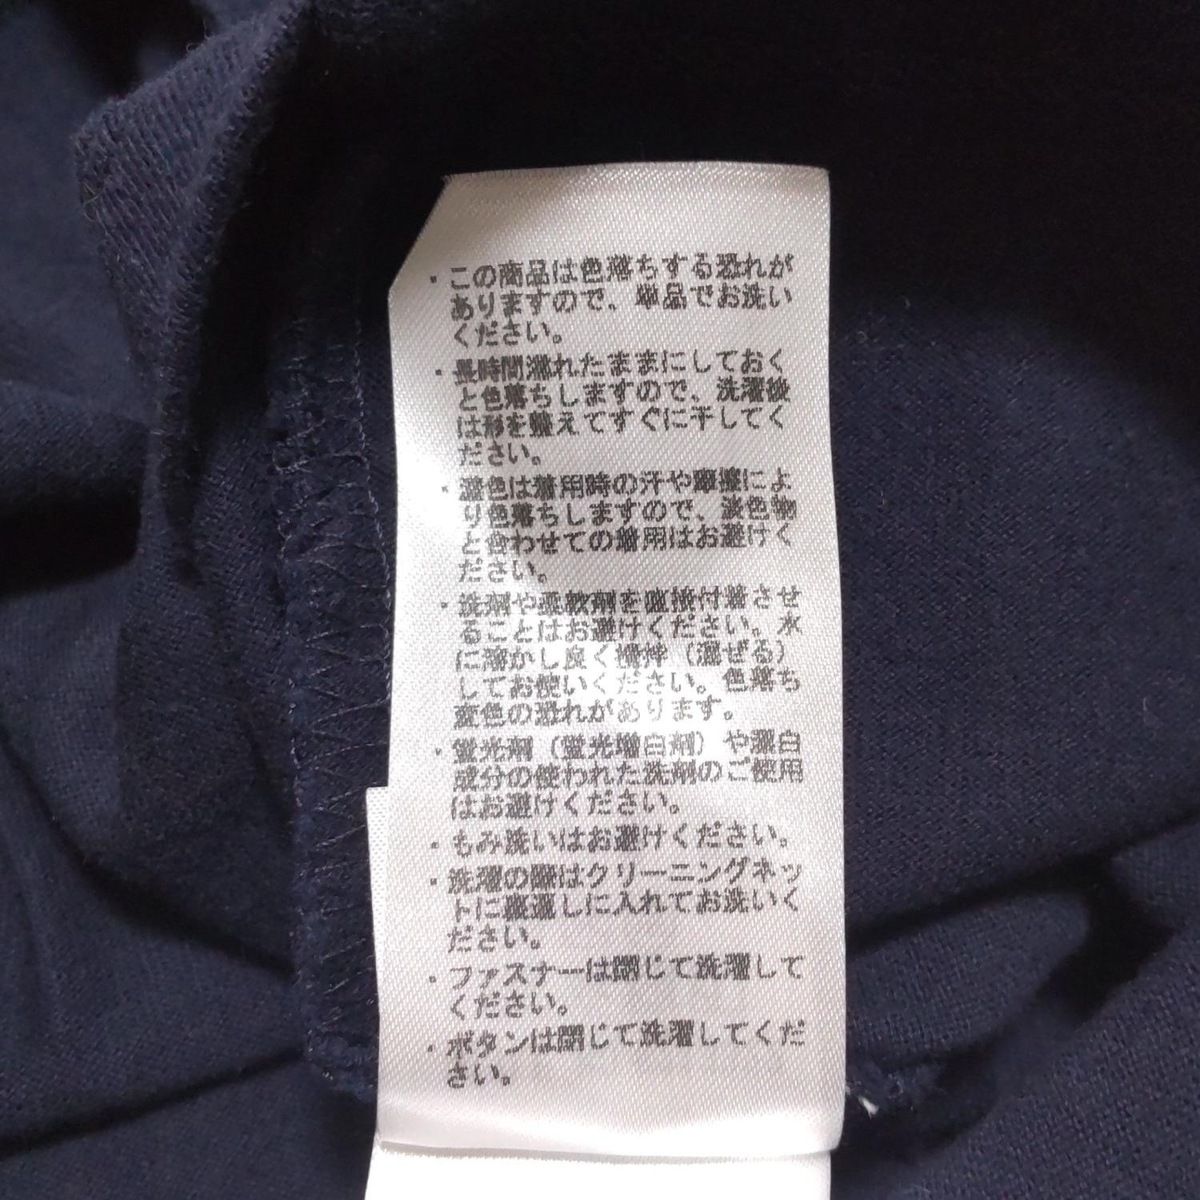 ・この商品は色落ちする恐れが
ありますので、単品でお洗い
ください。
・長時間濡れたままにしておく
と色落ちしますので、洗濯後
は形を整えてすぐに干してく
ださい。
・濃色は着用時の汗や摩擦によ
り色落ちしますので、淡色物
と合わせての着用はお避けく
ださい。
・洗剤や柔軟剤を直接付着させ
ることはお避けください。水
に溶かし良く攪拌（混ぜる）
してお使いください。色落ち
変色の恐れがあります。
・蛍光剤（蛍光増白剤）や漂白
成分の使われた洗剤のご使用
はお避けください。
・もみ洗いはお避けください。
・洗濯の際はクリーニングネッ
トに裏返しに入れてお洗いく
ださい。
・ファスナーは閉じて洗濯して
ください。
・ボタンは閉じて洗濯してくだ
さい。